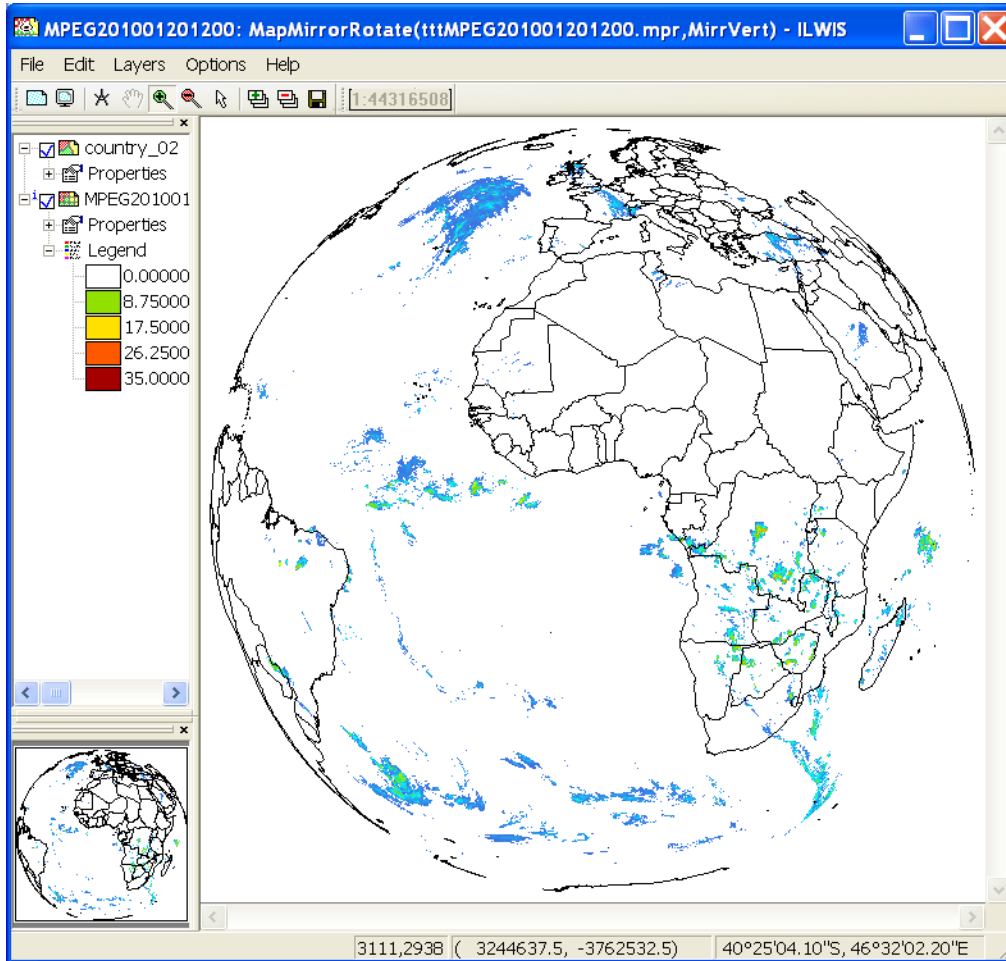 MPEG201001201200: MapMirrorRotate(tttMPEG201001201200.mpr,MirrVert) - ILWIS
File Edit Layers Options Help
1:44316508
country_02
Properties
MPEG201001
Properties
Legend
0.00000
8.75000
17.5000
26.2500
35.0000
3111,2938 ( 3244637.5, -3762532.5) 40°25'04.10"S, 46°32'02.20"E